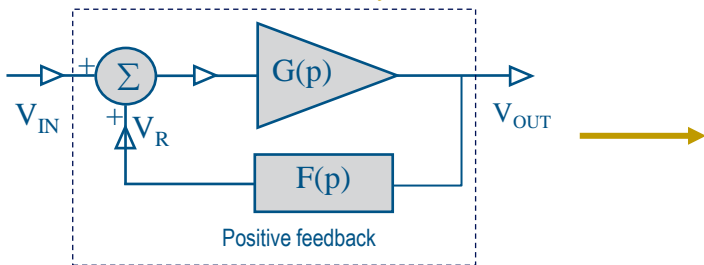 +
Σ
G(p)
V_IN
+
V_R
V_OUT
F(p)
Positive feedback